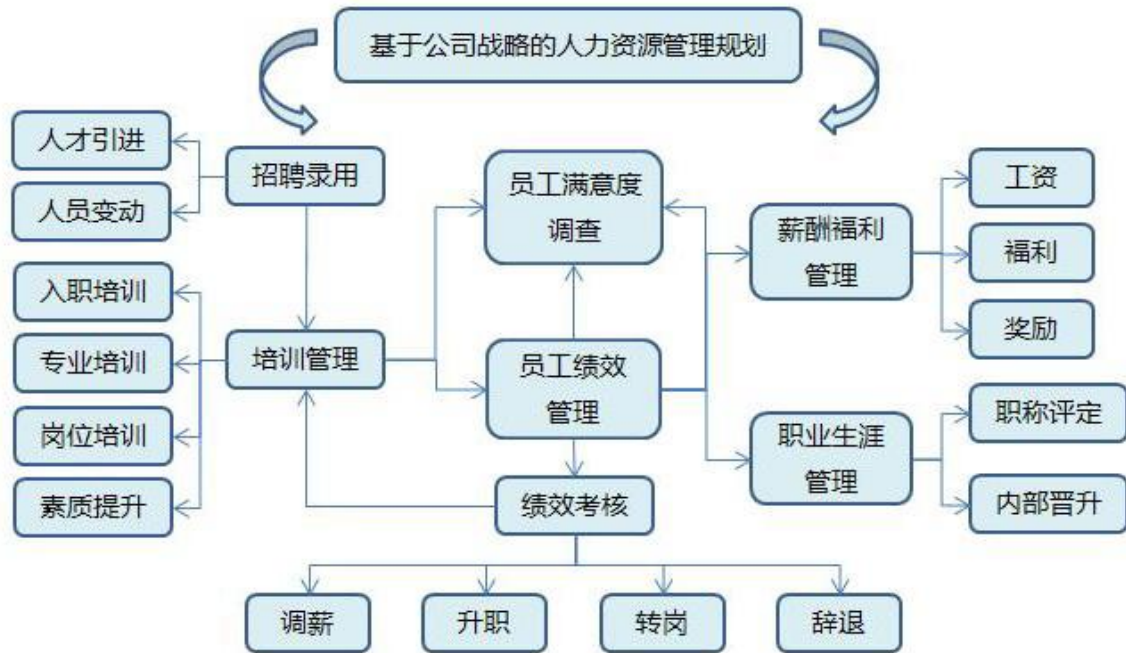 基于公司战略的人力资源管理规划
人才引进
人员变动
招聘录用
员工满意度
调查
薪酬福利
管理
工资
福利
奖励
入职培训
专业培训
岗位培训
素质提升
培训管理
员工绩效
管理
职业生涯
管理
职称评定
内部晋升
绩效考核
调薪
升职
转岗
辞退